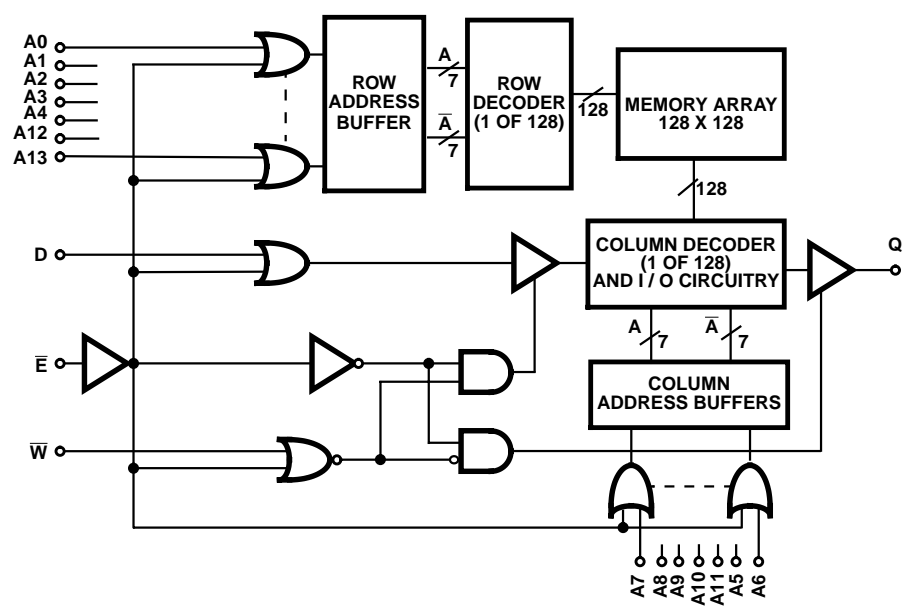 A0
A1
A2
A3
A4
A12
A13
ROW
ADDRESS
BUFFER
A
7
A̅
7
ROW
DECODER
(1 OF 128)
128
MEMORY ARRAY
128 X 128
128
D
COLUMN DECODER
(1 OF 128)
AND I / O CIRCUITRY
Q
A
7
A̅
7
E̅
COLUMN
ADDRESS BUFFERS
W̅
A7
A8
A9
A10
A11
A5
A6